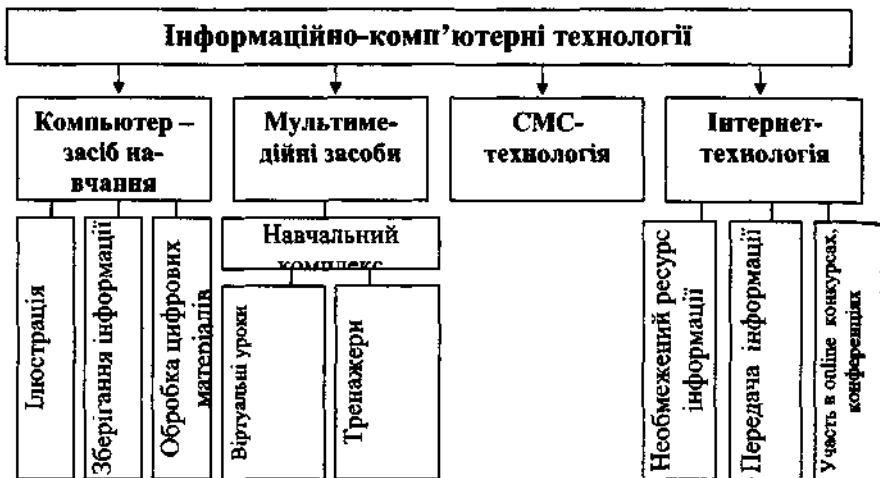 Інформаційно-комп’ютерні технології
Компьютер –
засіб на-
вчання
Мультиме-
дійні засоби
СМС-
технологія
Інтернет-
технологія
Ілюстрація
Зберігання інформації
Обробка цифрових
матеріалів
Навчальний
комплекс
Віртуальні уроки
Тренажери
Необмежений ресурс
інформації
Передача інформації
Участь в online конкурсах,
конференціях